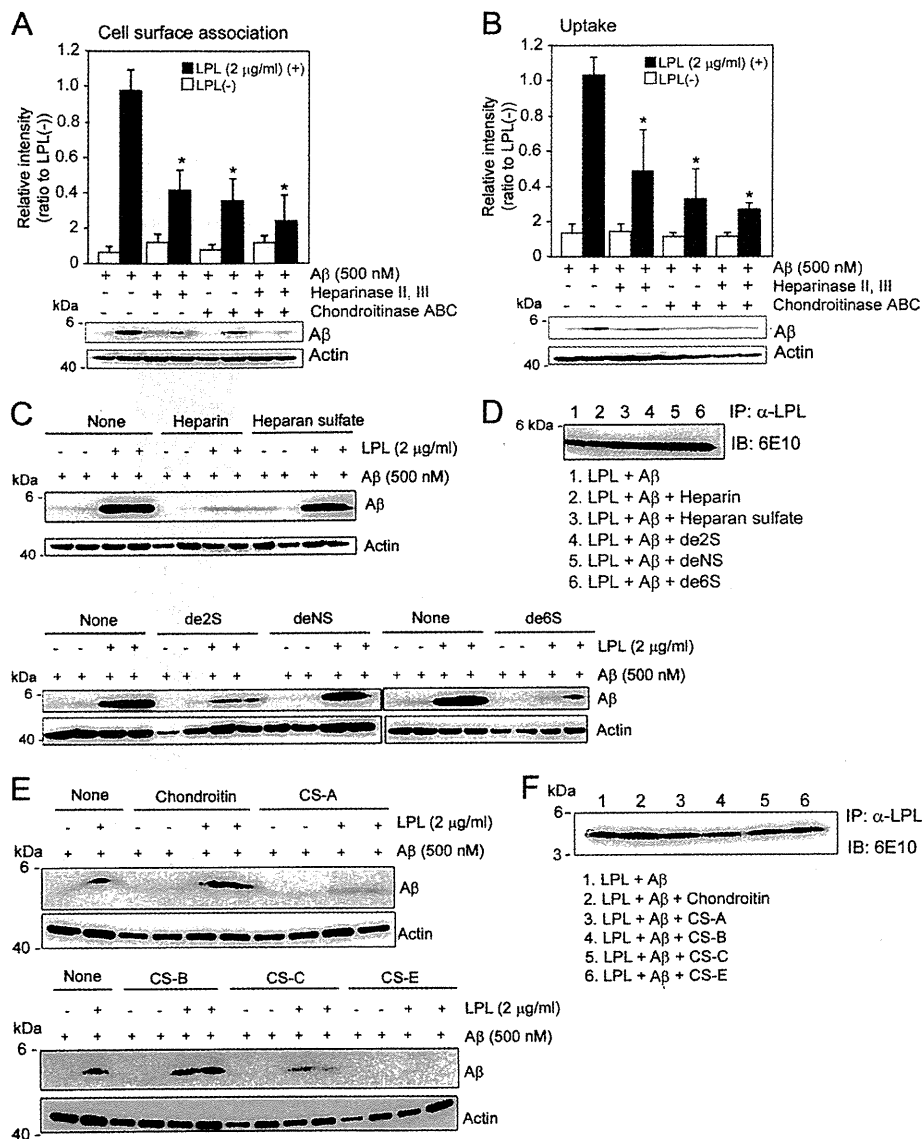 A
Cell surface association
1.2
1.0
0.8
0.6
0.4
2
0
Relative intensity
(ratio to LPL(-))
LPL (2 μg/ml) (+)
LPL(-)
* * *
+ + + + + + + + Aβ (500 nM)
- - + + - - + + Heparinase II, III
- - - - + + + + Chondroitinase ABC
kDa
6 - Aβ
40 - Actin
B
Uptake
1.2
1.0
0.8
0.6
0.4
0.2
0
Relative intensity
(ratio to LPL(-))
LPL (2 μg/ml) (+)
LPL(-)
* * *
+ + + + + + + + Aβ (500 nM)
- - + + - - + + Heparinase II, III
- - - - + + + + Chondroitinase ABC
kDa
6 - Aβ
40 - Actin
C
None Heparin Heparan sulfate
- - + + - - + + - - + + LPL (2 μg/ml)
+ + + + + + + + + + + + Aβ (500 nM)
kDa
6 - Aβ
40 - Actin
None de2S deNS None de6S
- - + + - - + + - - + + - - + + - - + + LPL (2 μg/ml)
+ + + + + + + + + + + + + + + + + + + + Aβ (500 nM)
kDa
6 - Aβ
40 - Actin
D
1 2 3 4 5 6
6 kDa -
IP: α-LPL
IB: 6E10
1. LPL + Aβ
2. LPL + Aβ + Heparin
3. LPL + Aβ + Heparan sulfate
4. LPL + Aβ + de2S
5. LPL + Aβ + deNS
6. LPL + Aβ + de6S
E
None Chondroitin CS-A
- + - - + + - - + + LPL (2 μg/ml)
+ + + + + + + + + + Aβ (500 nM)
kDa
6 - Aβ
40 - Actin
None CS-B CS-C CS-E
- + - - + + - - + + - - + + LPL (2 μg/ml)
+ + + + + + + + + + + + + + Aβ (500 nM)
kDa
6 - Aβ
40 - Actin
F
kDa
1 2 3 4 5 6
6 -
3 -
IP: α-LPL
IB: 6E10
1. LPL + Aβ
2. LPL + Aβ + Chondroitin
3. LPL + Aβ + CS-A
4. LPL + Aβ + CS-B
5. LPL + Aβ + CS-C
6. LPL + Aβ + CS-E